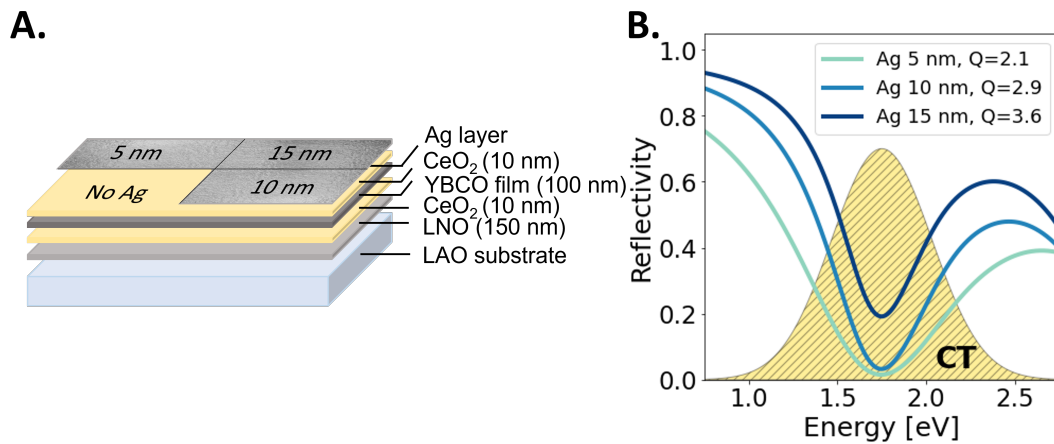 A.
5 nm
15 nm
No Ag
10 nm
Ag layer
CeO₂ (10 nm)
YBCO film (100 nm)
CeO₂ (10 nm)
LNO (150 nm)
LAO substrate
B.
Reflectivity
1.0
0.8
0.6
0.4
0.2
0.0
Ag 5 nm, Q=2.1
Ag 10 nm, Q=2.9
Ag 15 nm, Q=3.6
CT
1.0 1.5 2.0 2.5
Energy [eV]